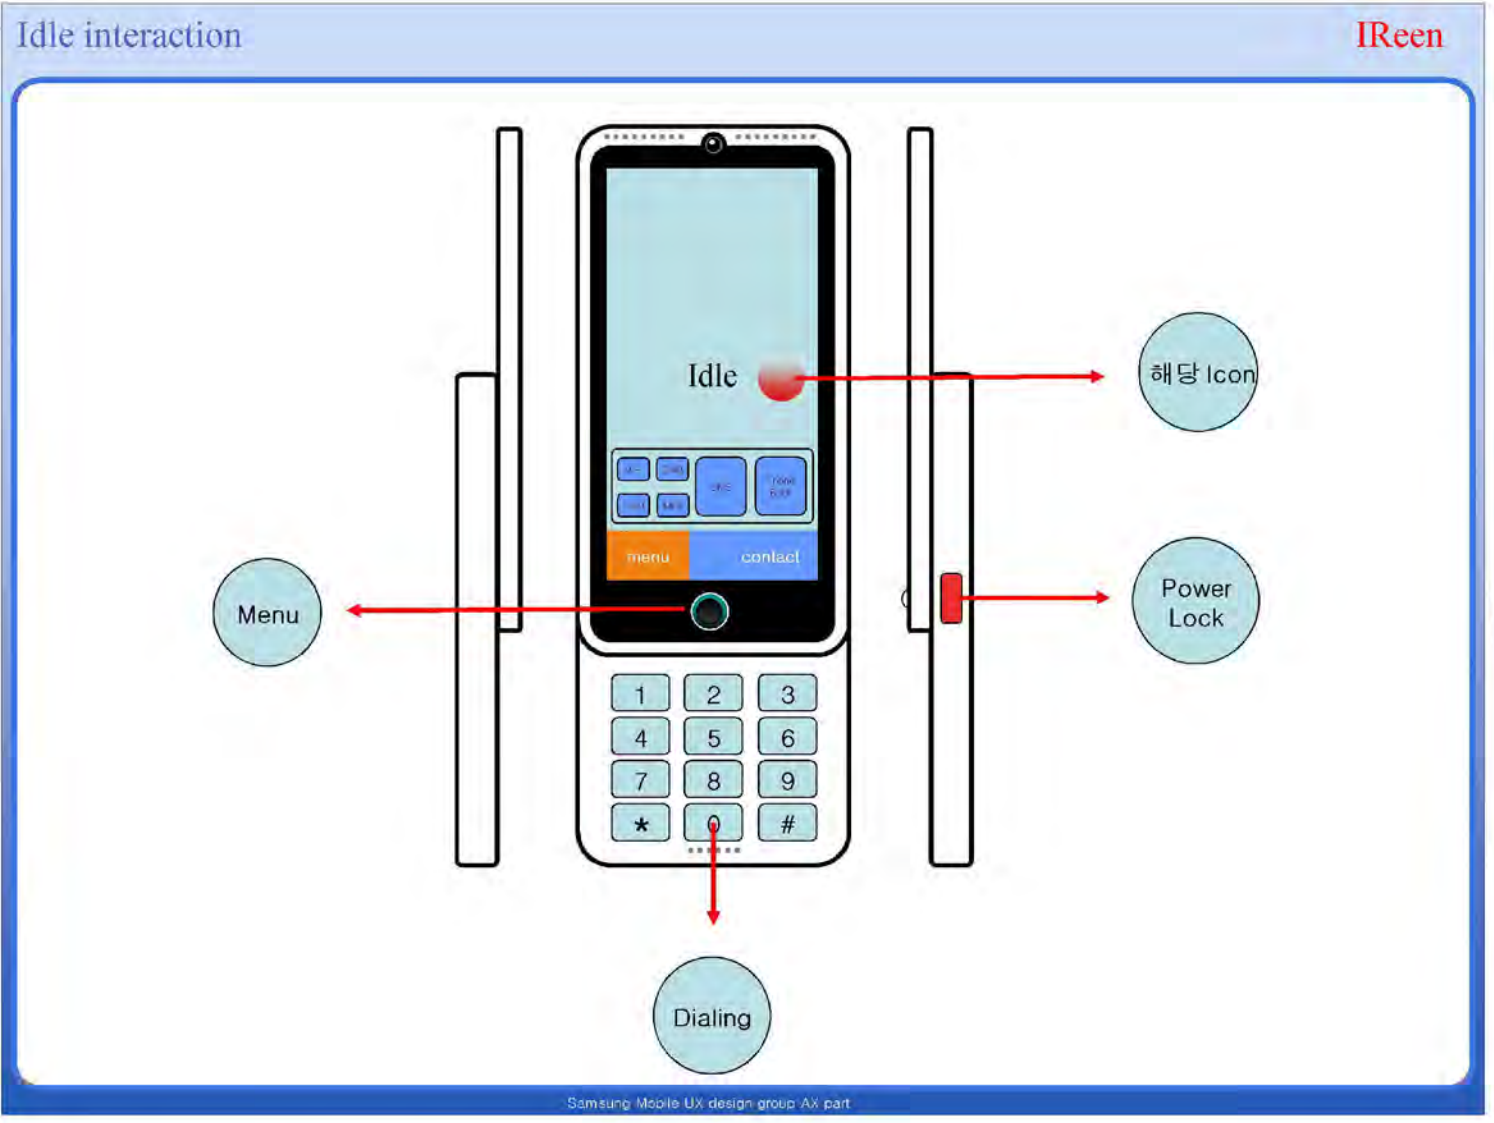 Idle interaction
IReen
Idle
해당 Icon
menu
contact
Menu
Power
Lock
1 2 3
4 5 6
7 8 9
* 0 #
Dialing
Samsung Mobile UX design group AX part